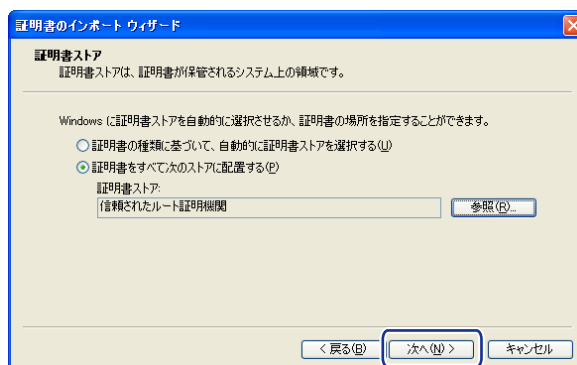 証明書のインポート ウィザード
証明書ストア
証明書ストアは、証明書が保管されるシステム上の領域です。
Windows に証明書ストアを自動的に選択させるか、証明書の場所を指定することができます。
証明書の種類に基づいて、自動的に証明書ストアを選択する(U)
証明書をすべて次のストアに配置する(P)
証明書ストア:
信頼されたルート証明機関
参照(R)...
< 戻る(B)
次へ(N) >
キャンセル